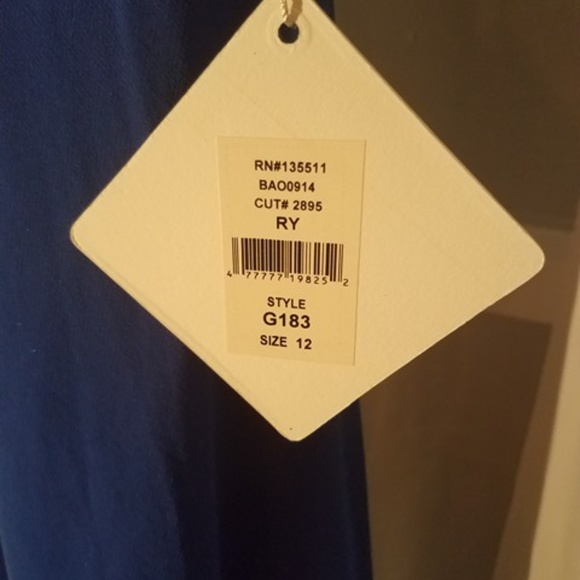 RN#135511
BAO0914
CUT# 2895
RY
4 77777 19825 2
STYLE
G183
SIZE 12